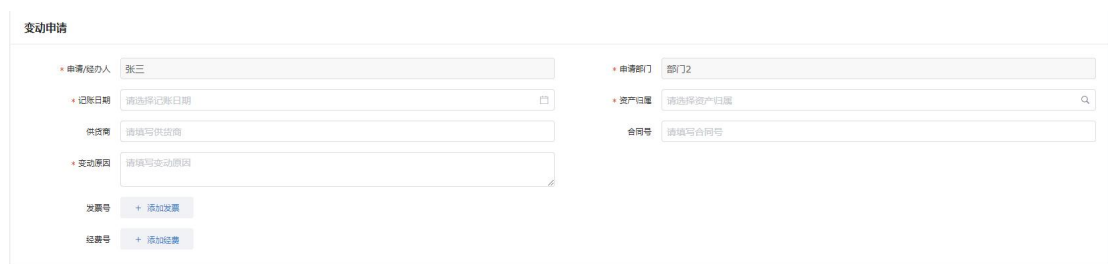 变动申请
* 申请/经办人 张三 * 申请部门 部门2
* 记账日期 请选择记账日期 * 资产归属 请选择资产归属
供货商 请填写供货商 合同号 请填写合同号
* 变动原因 请填写变动原因
发票号 + 添加发票
经费号 + 添加经费